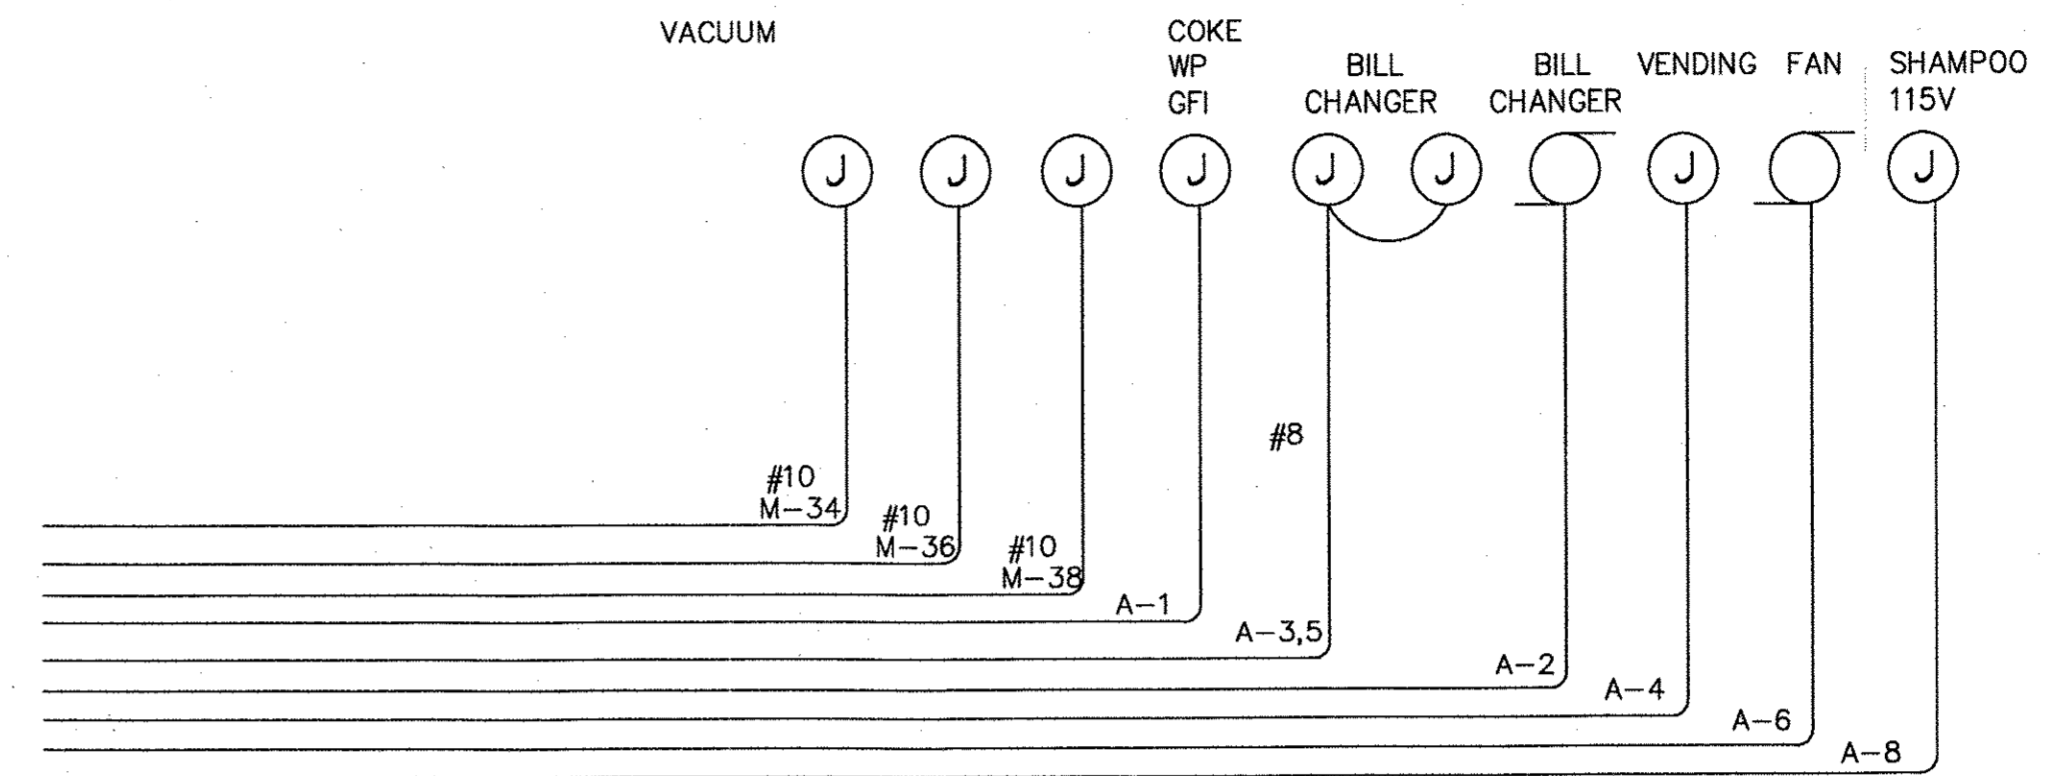 VACUUM
COKE
WP
GFI
BILL
CHANGER
BILL
CHANGER
VENDING
FAN
SHAMPOO
115V
J
J
J
J
J
J
J
J
#8
#10
M-34
#10
M-36
#10
M-38
A-1
A-3,5
A-2
A-4
A-6
A-8